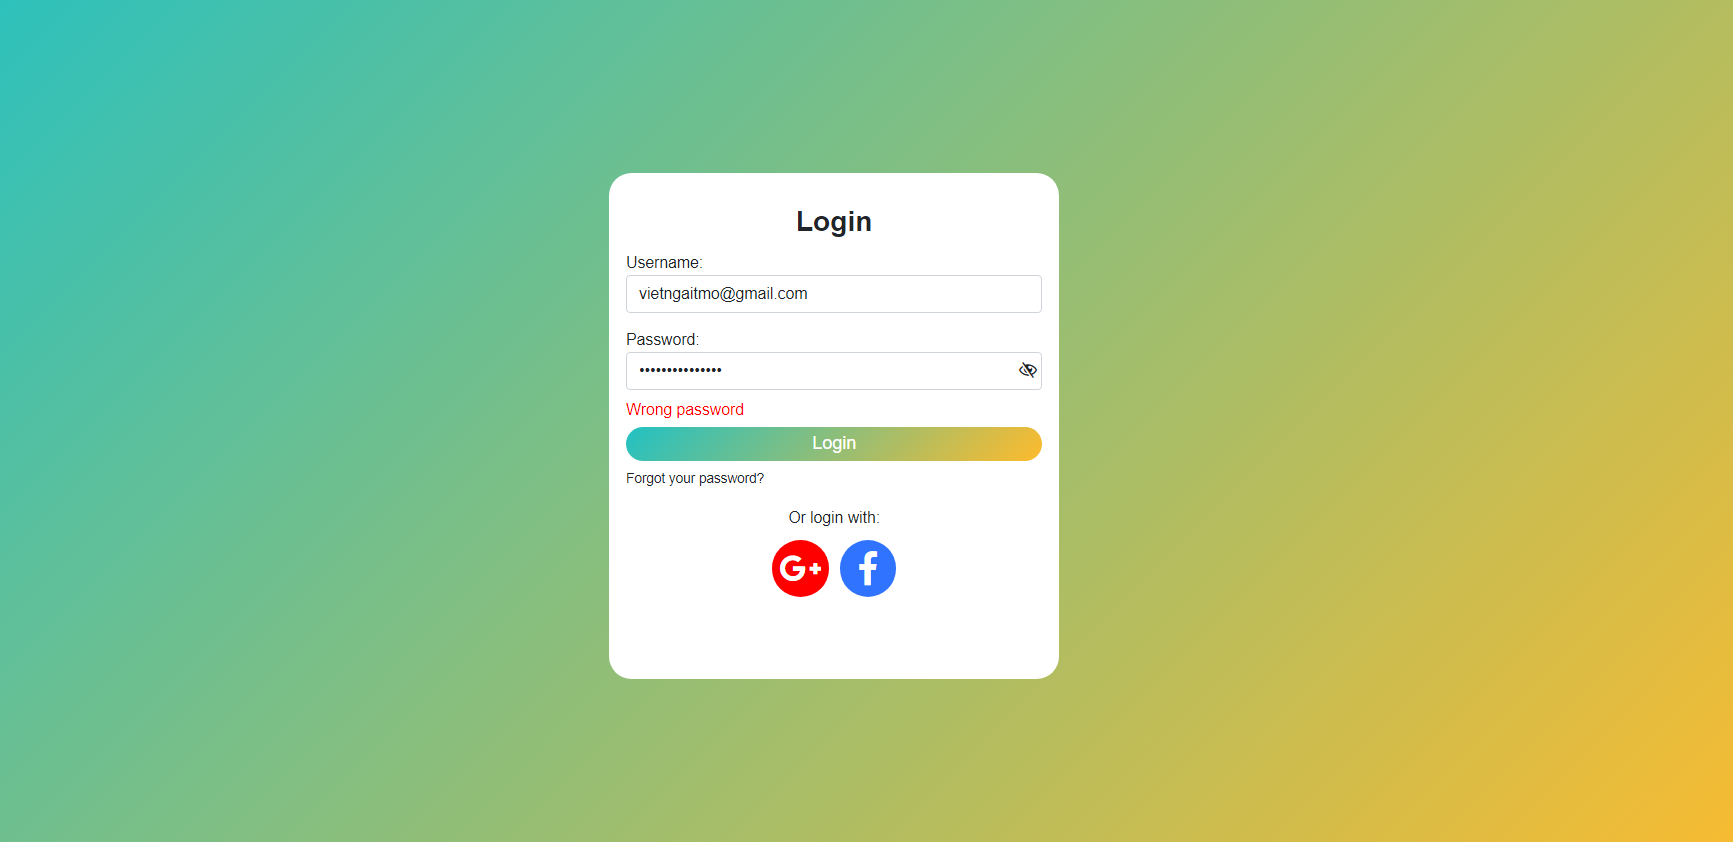 Login
Username:
vietngaitmo@gmail.com
Password:
•••••••••••••••
Wrong password
Login
Forgot your password?
Or login with:
G+ f